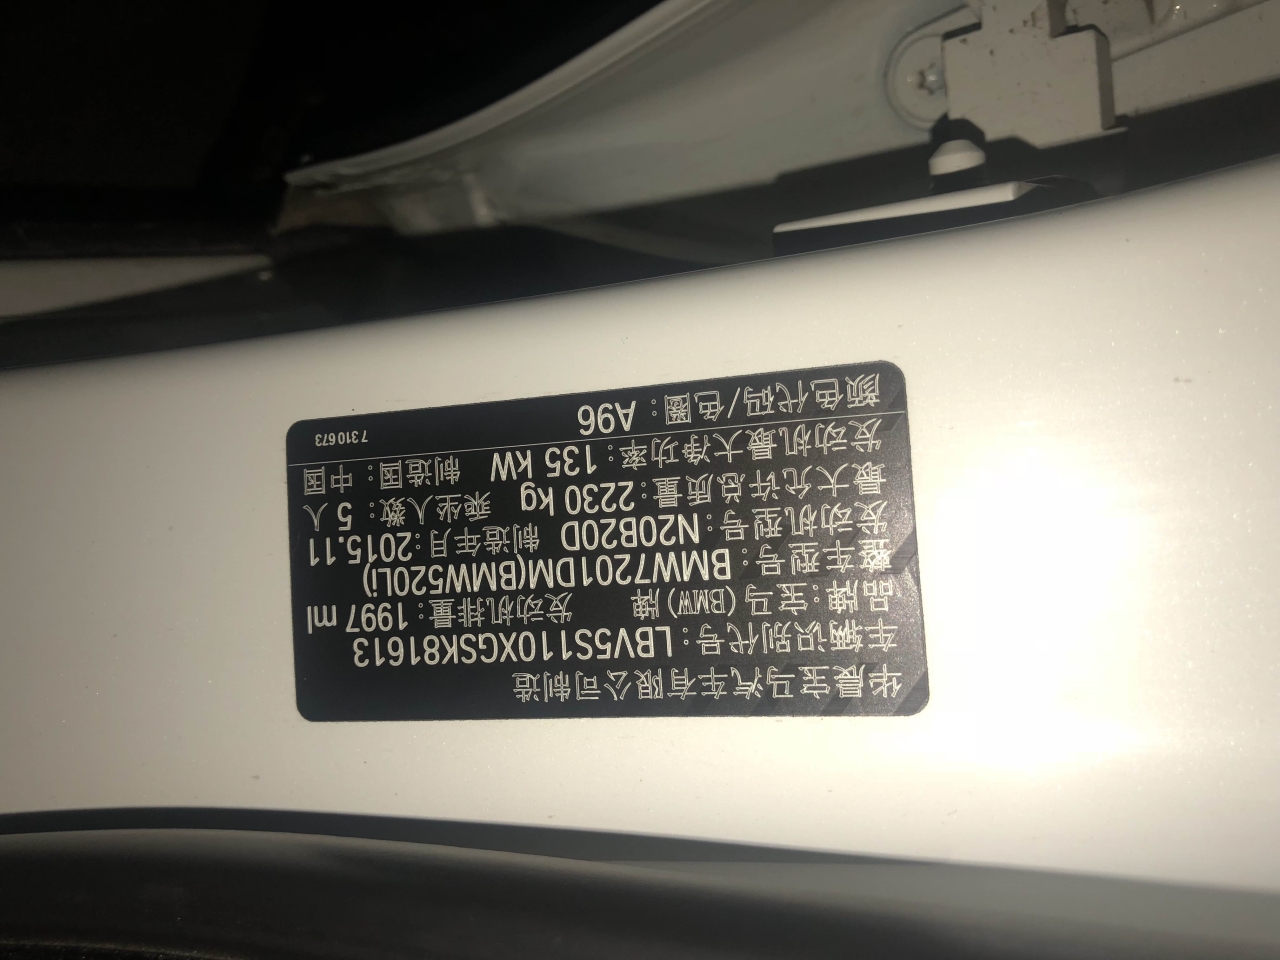 华晨宝马汽车有限公司制造
车辆识别代号：LBV5S110XGSK81613
品牌：宝马(BMW)牌 发动机排量：1997 ml
整车型号：BMW7201DM(BMW520Li)
发动机型号：N20B20D 制造年月：2015.11
最大允许总质量：2230 kg 乘坐人数：5 人
发动机最大净功率：135 kW 制造国：中国
颜色代码/色圈：A96 7310673